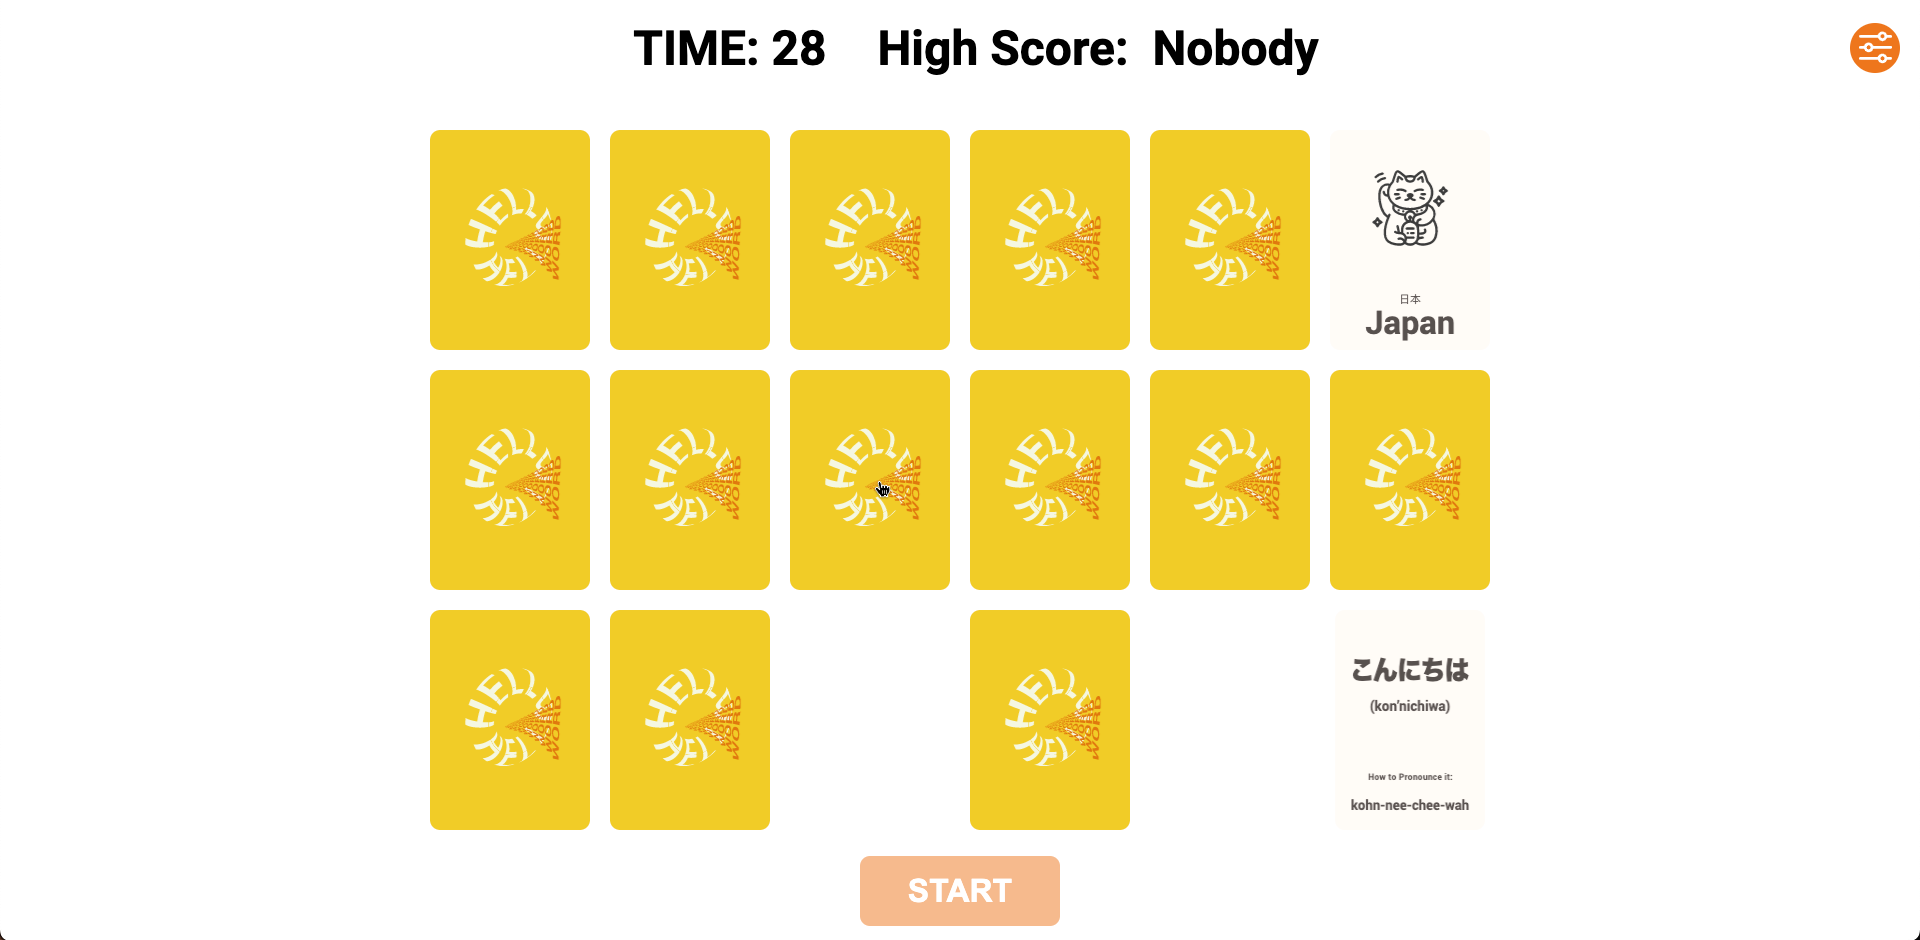 TIME: 28 High Score: Nobody
日本
Japan
こんにちは
(kon'nichiwa)
How to Pronounce it:
kohn-nee-chee-wah
START